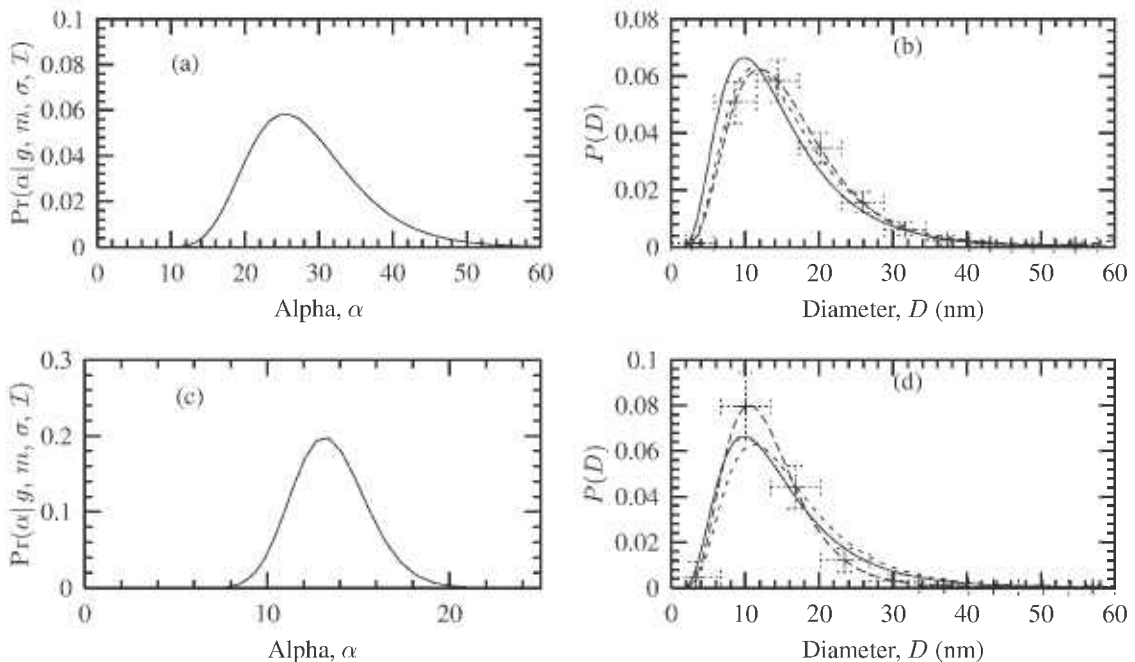 0.1
0.08
0.06
0.04
0.02
0
0 10 20 30 40 50 60
Pr(α| g, m, σ, ℐ)
(a)
Alpha, α
0.08
0.06
0.04
0.02
0
0 10 20 30 40 50 60
P(D)
(b)
Diameter, D (nm)
0.3
0.2
0.1
0
0 10 20
Pr(α| g, m, σ, ℐ)
(c)
Alpha, α
0.1
0.08
0.06
0.04
0.02
0
0 10 20 30 40 50 60
P(D)
(d)
Diameter, D (nm)